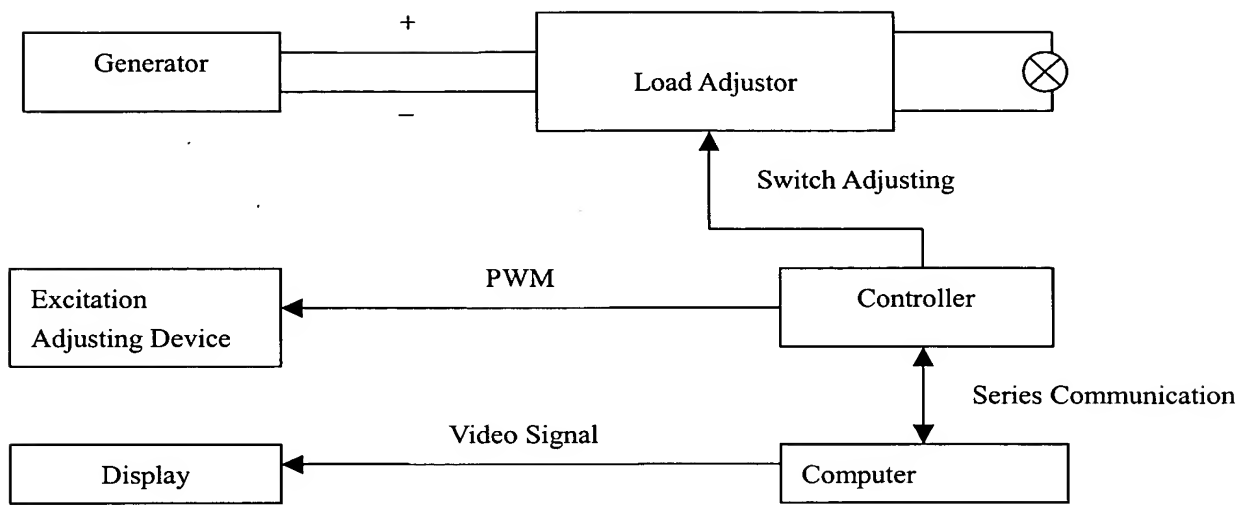 +
Generator
Load Adjustor
−
Switch Adjusting
PWM
Excitation
Adjusting Device
Controller
Series Communication
Video Signal
Display
Computer